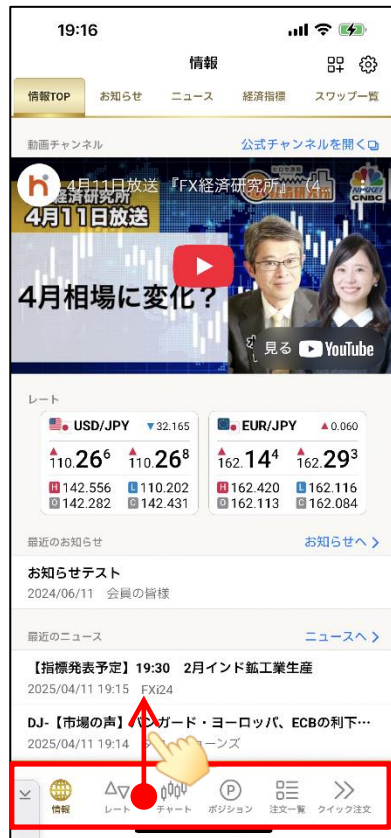 19:16
情報
情報TOP お知らせ ニュース 経済指標 スワップ一覧
動画チャンネル 公式チャンネルを開く
4月11日放送 『FX経済研究所』 (4…
経済研究所
4月11日放送
NIKKEI CNBC
4月相場に変化？
見る YouTube
レート
USD/JPY ▼32.165 EUR/JPY ▲0.060
110.26⁶ 110.26⁸ 162.14⁴ 162.29³
H 142.556 L 110.202 H 162.420 L 162.116
O 142.282 C 142.431 O 162.113 C 162.084
最近のお知らせ お知らせへ
お知らせテスト
2024/06/11 会員の皆様
最近のニュース ニュースへ
【指標発表予定】19:30 2月インド鉱工業生産
2025/04/11 19:15 FXi24
DJ-【市場の声】バンガード・ヨーロッパ、ECBの利下…
2025/04/11 19:14
情報 レート チャート ポジション 注文一覧 クイック注文